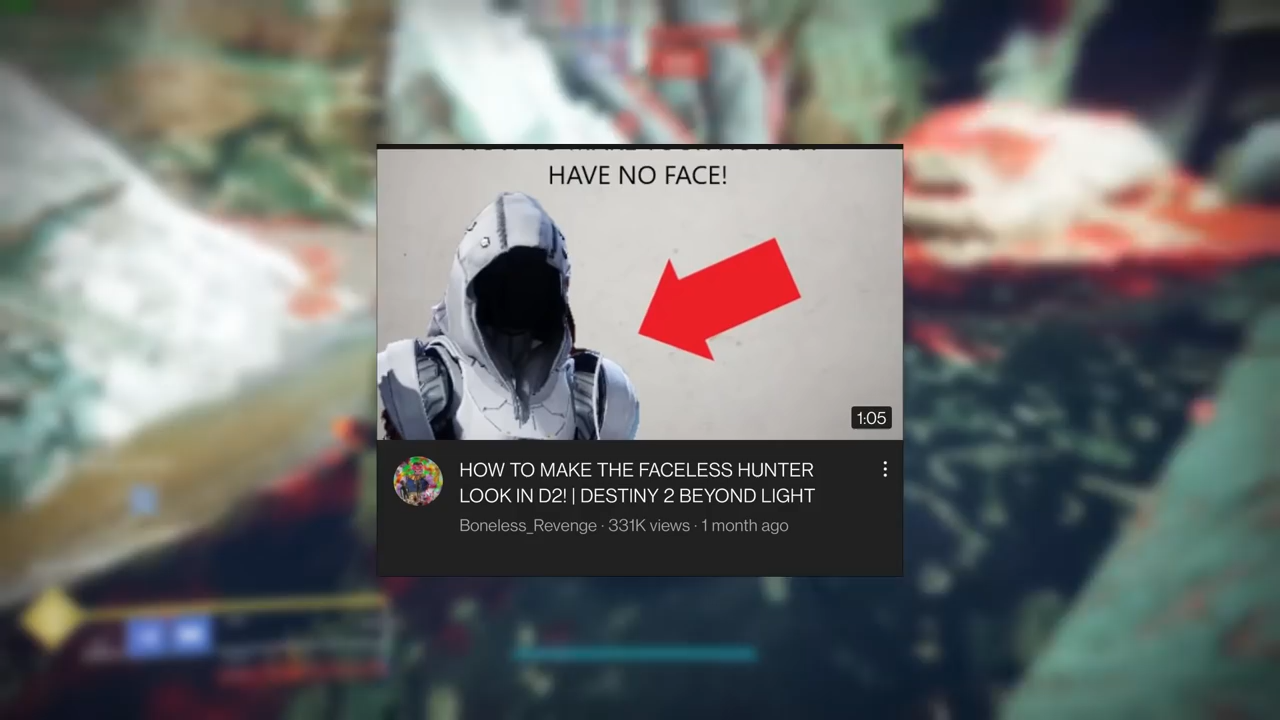 HAVE NO FACE!
1:05
HOW TO MAKE THE FACELESS HUNTER
LOOK IN D2! | DESTINY 2 BEYOND LIGHT
Boneless_Revenge · 331K views · 1 month ago